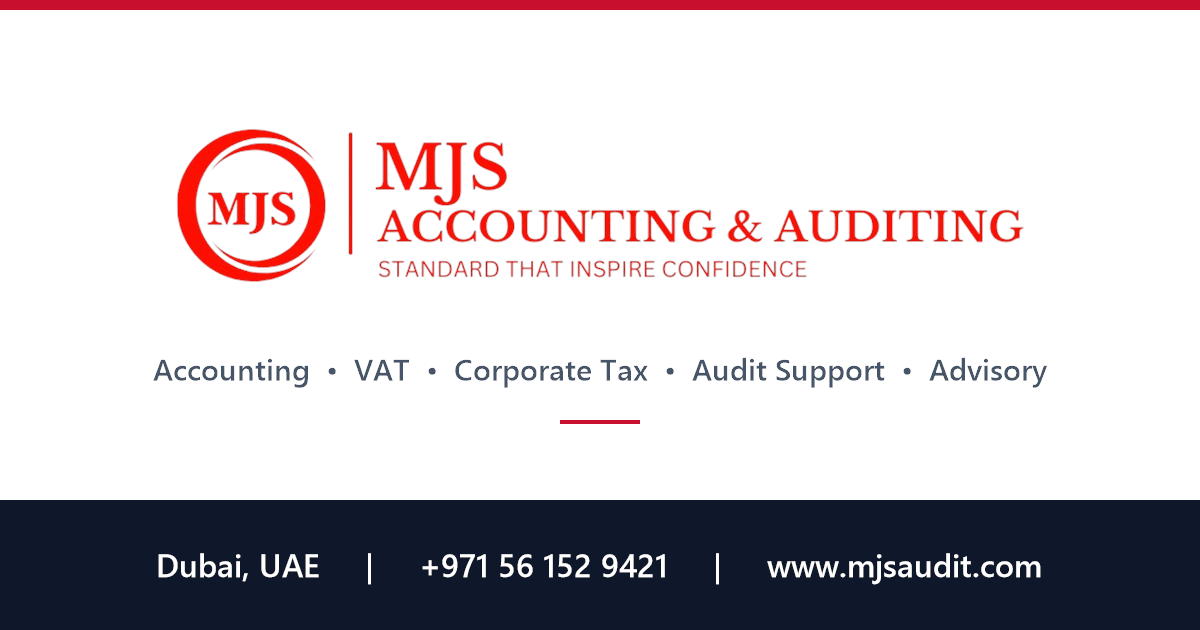 MJS
MJS
ACCOUNTING & AUDITING
STANDARD THAT INSPIRE CONFIDENCE
Accounting • VAT • Corporate Tax • Audit Support • Advisory
Dubai, UAE | +971 56 152 9421 | www.mjsaudit.com